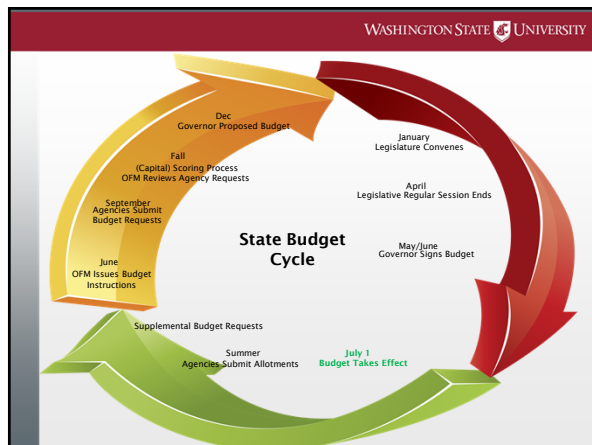 WASHINGTON STATE UNIVERSITY
Dec
Governor Proposed Budget
Fall
(Capital) Scoring Process
OFM Reviews Agency Requests
September
Agencies Submit
Budget Requests
June
OFM Issues Budget
Instructions
State Budget
Cycle
January
Legislature Convenes
April
Legislative Regular Session Ends
May/June
Governor Signs Budget
Supplemental Budget Requests
Summer
Agencies Submit Allotments
July 1
Budget Takes Effect